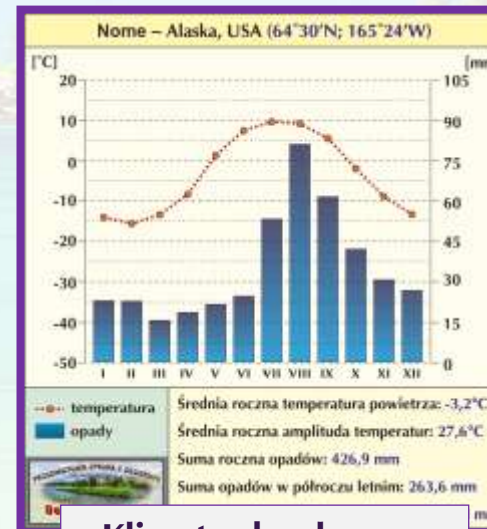 Nome – Alaska, USA (64°30'N; 165°24'W)
[°C]
20
10
0
-10
-20
-30
-40
-50
105
90
75
60
45
30
15
0
I II III IV V VI VII VIII IX X XI XII
temperatura
opady
Średnia roczna temperatura powietrza: -3,2°C
Średnia roczna amplituda temperatur: 27,6°C
Suma roczna opadów: 426,9 mm
Suma opadów w półroczu letnim: 263,6 mm